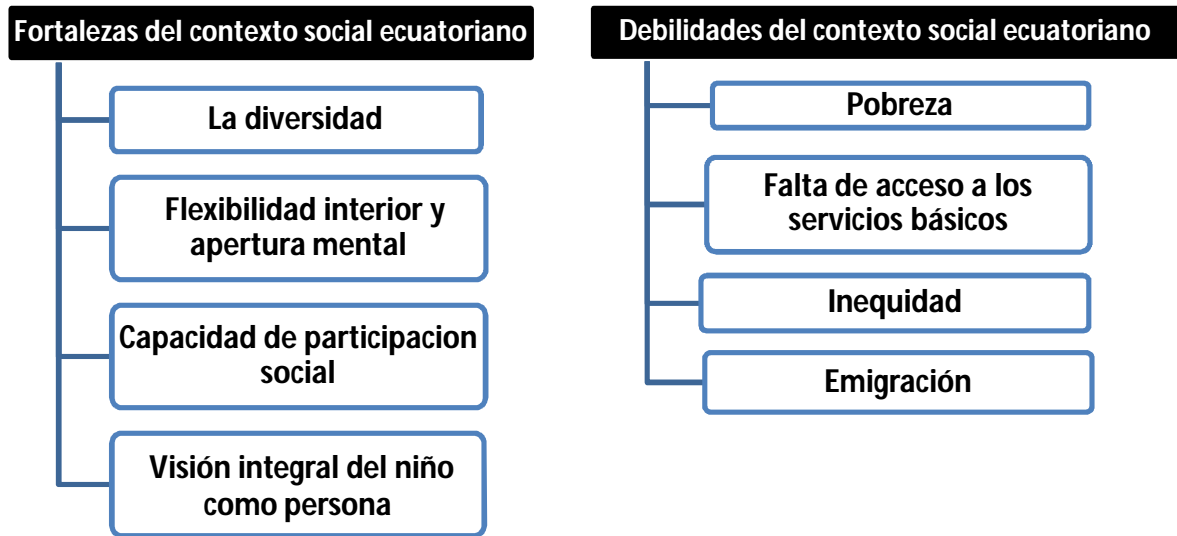 Fortalezas del contexto social ecuatoriano
La diversidad
Flexibilidad interior y
apertura mental
Capacidad de participacion
social
Visión integral del niño
como persona
Debilidades del contexto social ecuatoriano
Pobreza
Falta de acceso a los
servicios básicos
Inequidad
Emigración